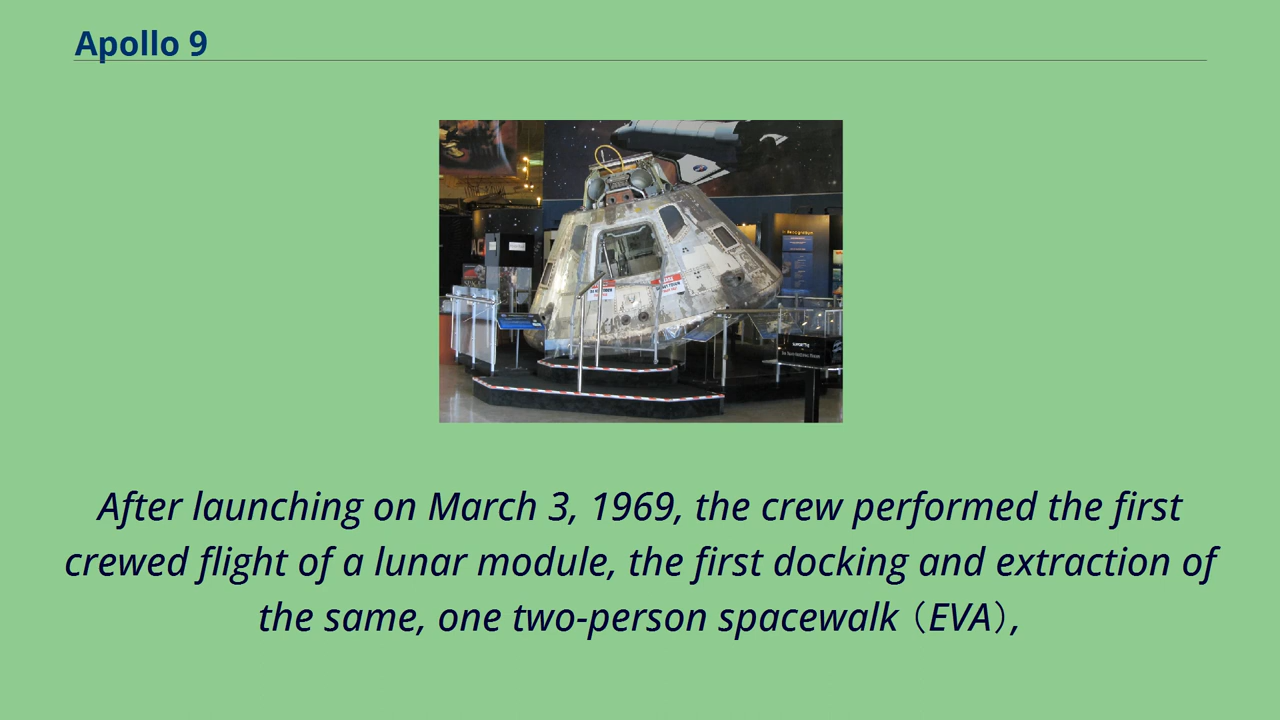 Apollo 9
After launching on March 3, 1969, the crew performed the first
crewed flight of a lunar module, the first docking and extraction of
the same, one two-person spacewalk（EVA）,